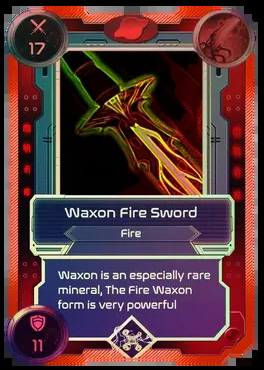 17
Waxon Fire Sword
Fire
Waxon is an especially rare
mineral, The Fire Waxon
form is very powerful
11